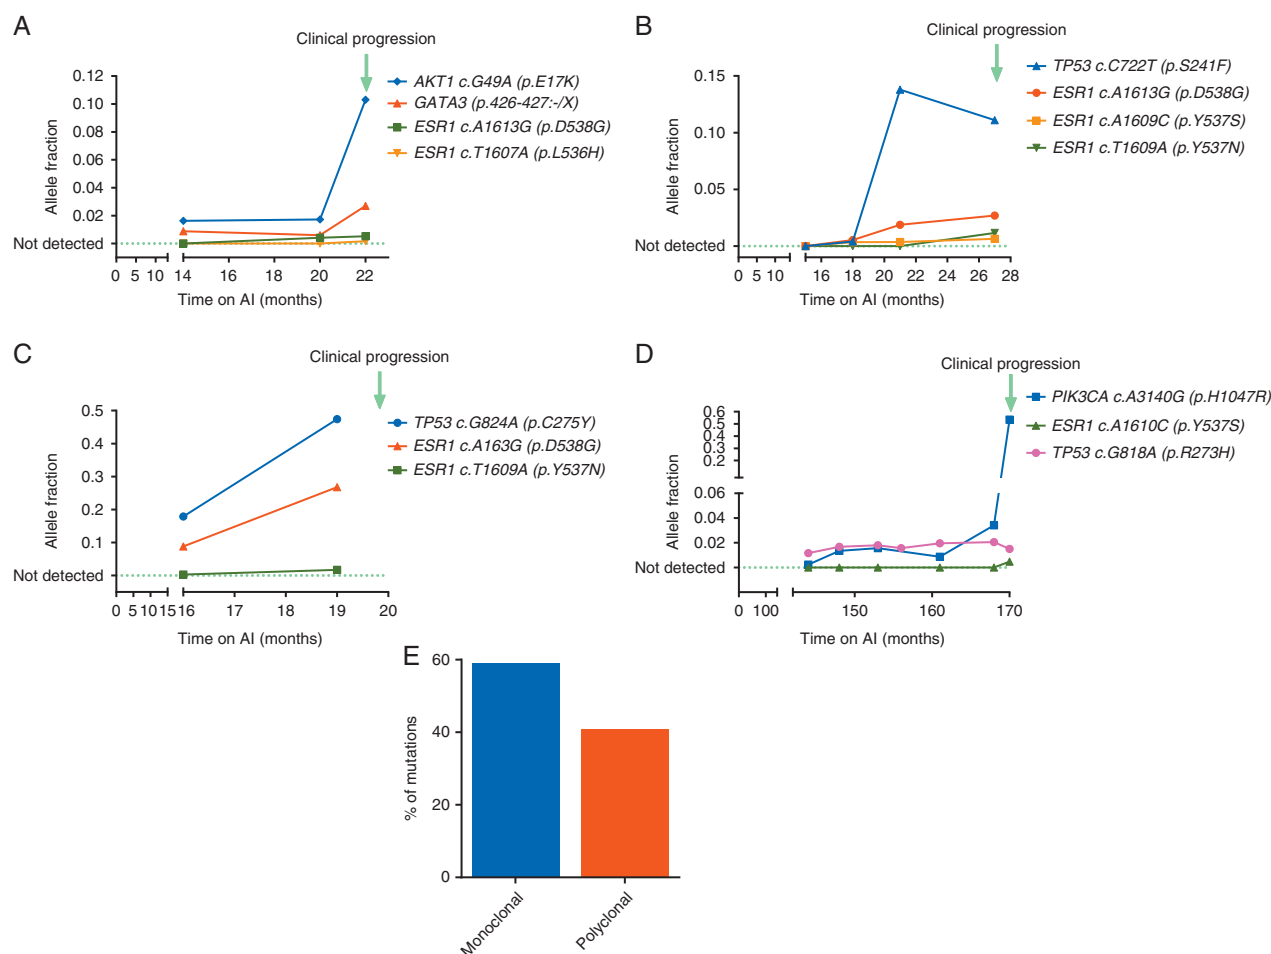 A
Clinical progression
0.12
0.10
0.08
0.06
0.04
0.02
Not detected
Allele fraction
0 5 10 14 16 18 20 22
Time on AI (months)
AKT1 c.G49A (p.E17K)
GATA3 (p.426-427:-/X)
ESR1 c.A1613G (p.D538G)
ESR1 c.T1607A (p.L536H)
B
Clinical progression
0.15
0.10
0.05
Not detected
Allele fraction
0 5 10 16 18 20 22 24 26 28
Time on AI (months)
TP53 c.C722T (p.S241F)
ESR1 c.A1613G (p.D538G)
ESR1 c.A1609C (p.Y537S)
ESR1 c.T1609A (p.Y537N)
C
Clinical progression
0.5
0.4
0.3
0.2
0.1
Not detected
Allele fraction
0 5 10 15 16 17 18 19 20
Time on AI (months)
TP53 c.G824A (p.C275Y)
ESR1 c.A163G (p.D538G)
ESR1 c.T1609A (p.Y537N)
D
Clinical progression
0.6
0.5
0.4
0.3
0.2
0.06
0.04
0.02
Not detected
Allele fraction
0 100 150 160 170
Time on AI (months)
PIK3CA c.A3140G (p.H1047R)
ESR1 c.A1610C (p.Y537S)
TP53 c.G818A (p.R273H)
E
60
40
20
0
% of mutations
Monoclonal
Polyclonal